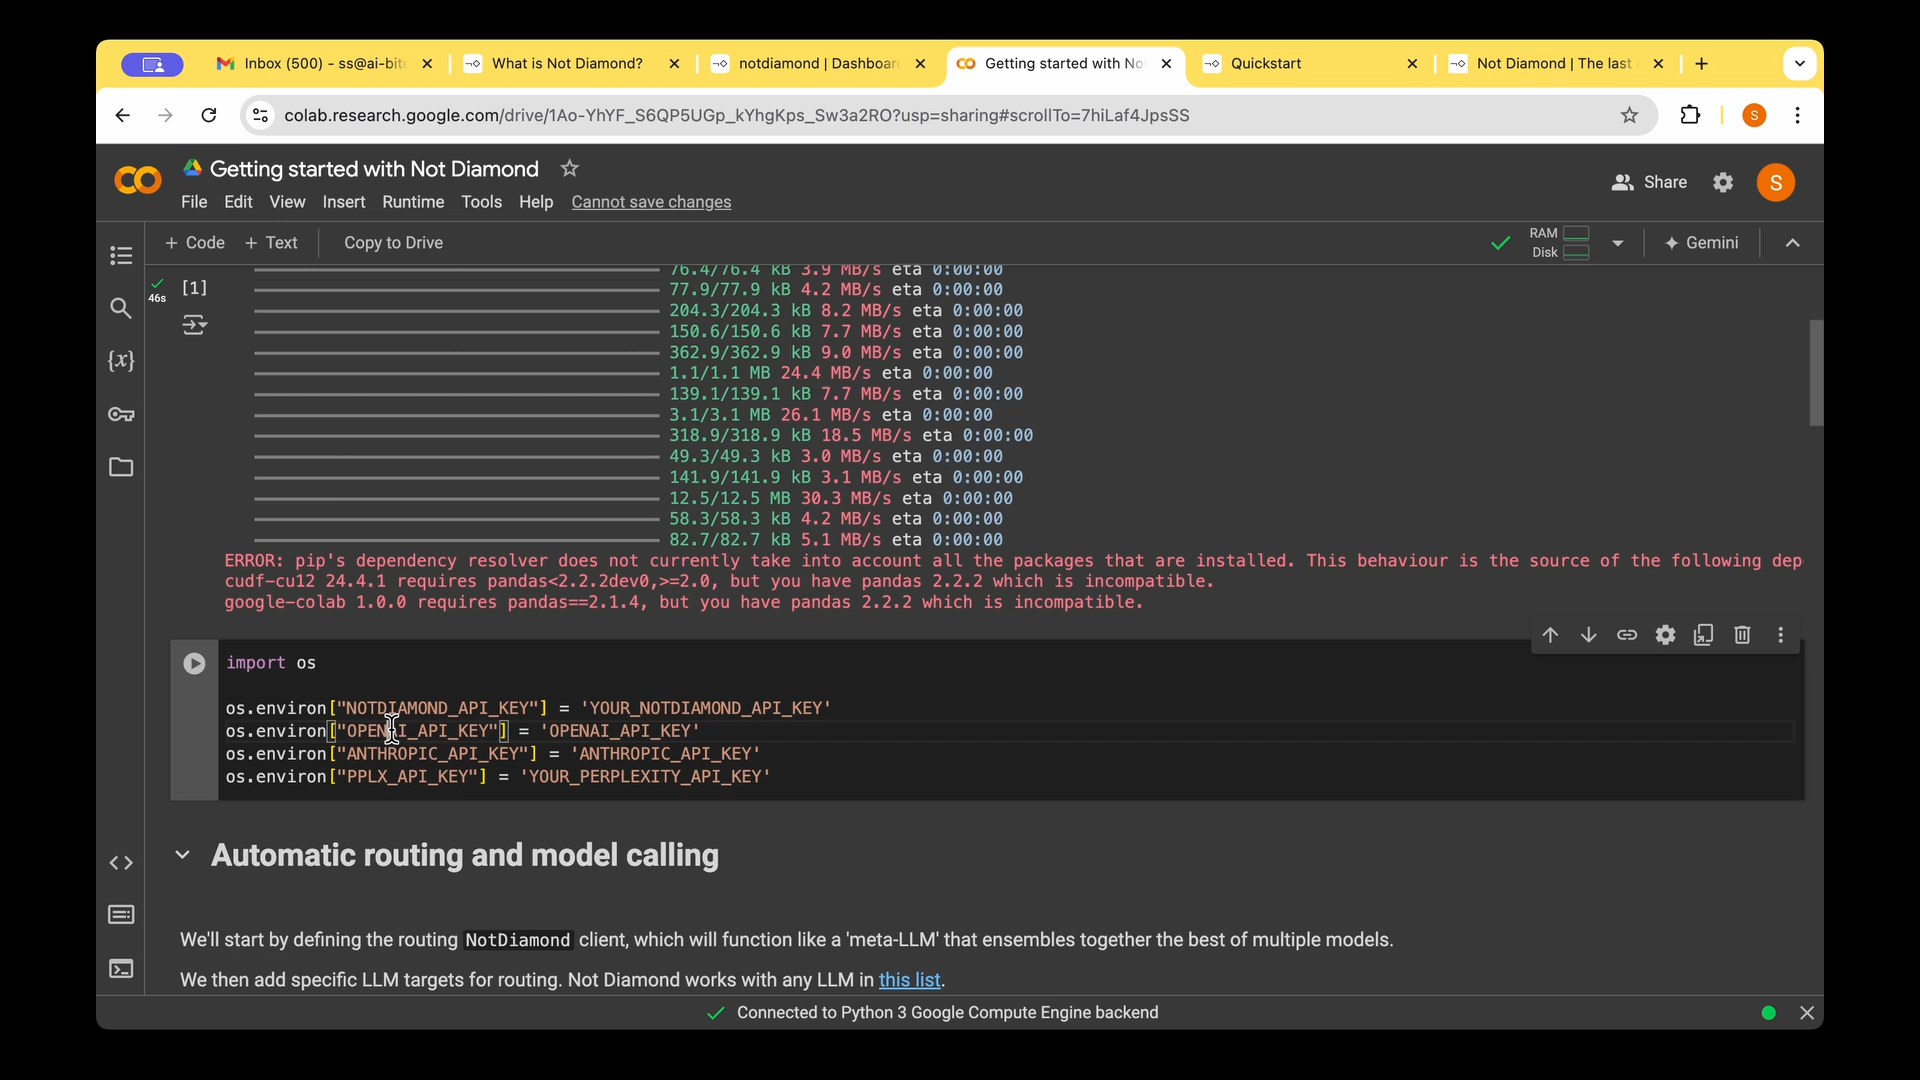 Inbox (500) - ss@ai-bit
What is Not Diamond?
notdiamond | Dashboar
Getting started with No
Quickstart
Not Diamond | The last
colab.research.google.com/drive/1Ao-YhYF_S6QP5UGp_kYhgKps_Sw3a2RO?usp=sharing#scrollTo=7hiLaf4JpsSS
S
Getting started with Not Diamond
File Edit View Insert Runtime Tools Help Cannot save changes
Share
S
+ Code + Text Copy to Drive
RAM
Disk
Gemini
46s
[1]
76.4/76.4 kB 3.9 MB/s eta 0:00:00
77.9/77.9 kB 4.2 MB/s eta 0:00:00
204.3/204.3 kB 8.2 MB/s eta 0:00:00
150.6/150.6 kB 7.7 MB/s eta 0:00:00
362.9/362.9 kB 9.0 MB/s eta 0:00:00
1.1/1.1 MB 24.4 MB/s eta 0:00:00
139.1/139.1 kB 7.7 MB/s eta 0:00:00
3.1/3.1 MB 26.1 MB/s eta 0:00:00
318.9/318.9 kB 18.5 MB/s eta 0:00:00
49.3/49.3 kB 3.0 MB/s eta 0:00:00
141.9/141.9 kB 3.1 MB/s eta 0:00:00
12.5/12.5 MB 30.3 MB/s eta 0:00:00
58.3/58.3 kB 4.2 MB/s eta 0:00:00
82.7/82.7 kB 5.1 MB/s eta 0:00:00
ERROR: pip's dependency resolver does not currently take into account all the packages that are installed. This behaviour is the source of the following dep
cudf-cu12 24.4.1 requires pandas<2.2.2dev0,>=2.0, but you have pandas 2.2.2 which is incompatible.
google-colab 1.0.0 requires pandas==2.1.4, but you have pandas 2.2.2 which is incompatible.
import os
os.environ["NOTDIAMOND_API_KEY"] = 'YOUR_NOTDIAMOND_API_KEY'
os.environ["OPENAI_API_KEY"] = 'OPENAI_API_KEY'
os.environ["ANTHROPIC_API_KEY"] = 'ANTHROPIC_API_KEY'
os.environ["PPLX_API_KEY"] = 'YOUR_PERPLEXITY_API_KEY'
Automatic routing and model calling
We'll start by defining the routing NotDiamond client, which will function like a 'meta-LLM' that ensembles together the best of multiple models.
We then add specific LLM targets for routing. Not Diamond works with any LLM in this list.
Connected to Python 3 Google Compute Engine backend